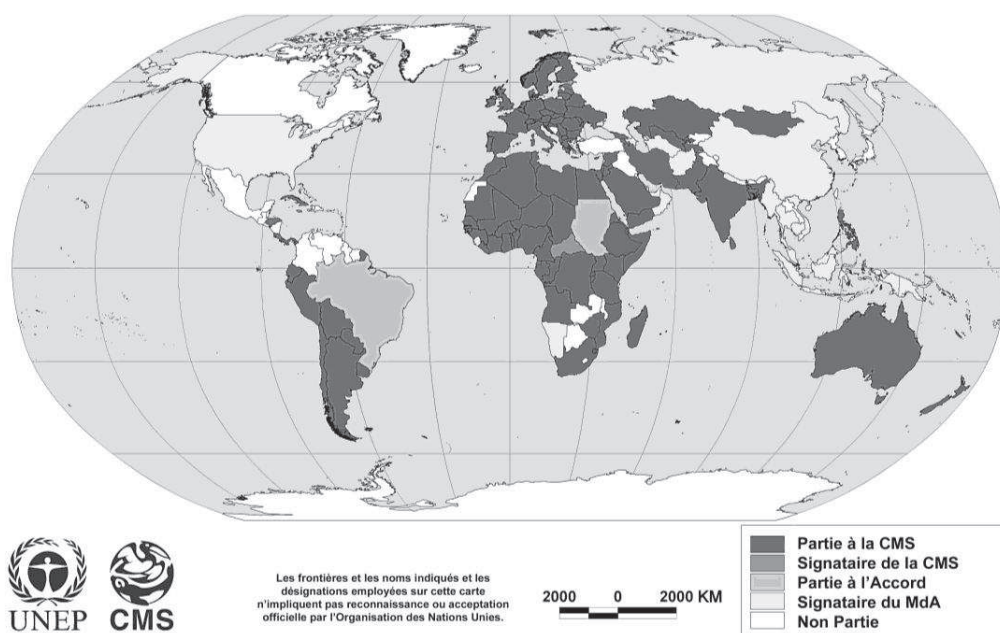 UNEP
CMS
Les frontières et les noms indiqués et les
désignations employées sur cette carte
n'impliquent pas reconnaissance ou acceptation
officielle par l'Organisation des Nations Unies.
2000 0 2000 KM
Partie à la CMS
Signataire de la CMS
Partie à l'Accord
Signataire du MdA
Non Partie